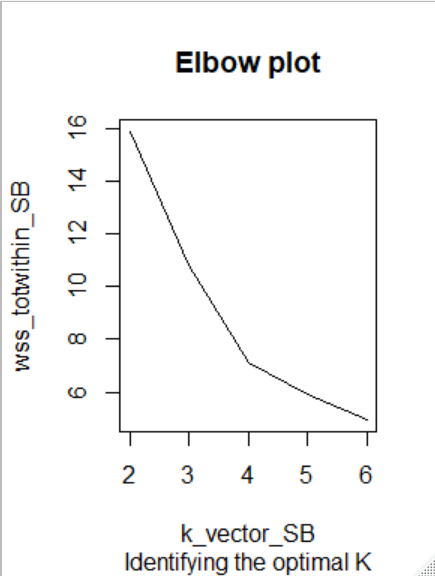 Elbow plot
wss_totwithin_SB
16
14
12
10
8
6
2 3 4 5 6
k_vector_SB
Identifying the optimal K